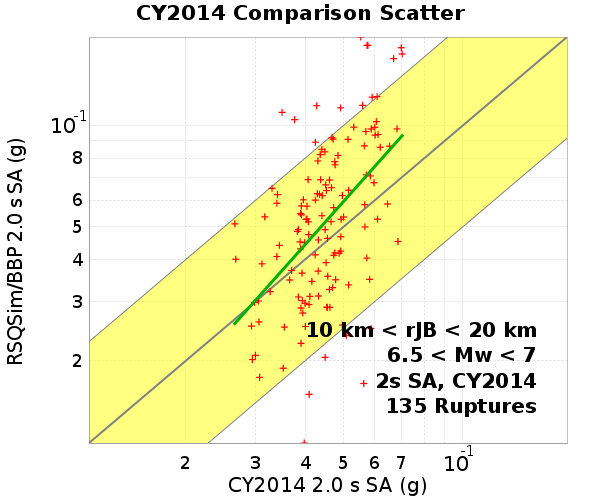 CY2014 Comparison Scatter
RSQSim/BBP 2.0 s SA (g)
10-1
8
6
5
4
3
2
10 km < rJB < 20 km
6.5 < Mw < 7
2s SA, CY2014
135 Ruptures
2 3 4 5 6 7 10-1
CY2014 2.0 s SA (g)